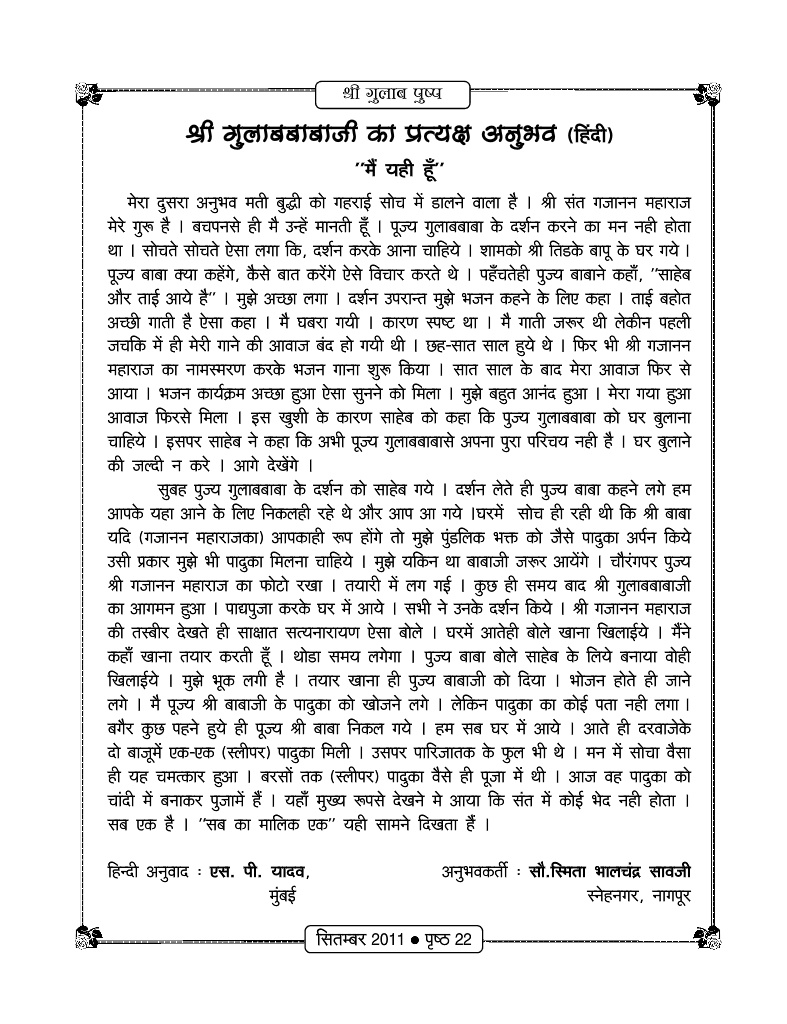 श्री गुलाब पुष्प
श्री गुलाबबाबाजी का प्रत्यक्ष अनुभव (हिंदी)
"मैं यही हूँ"
मेरा दुसरा अनुभव मती बुद्धी को गहराई सोच में डालने वाला है । श्री संत गजानन महाराज
मेरे गुरू है । बचपनसे ही मै उन्हें मानती हूँ । पूज्य गुलाबबाबा के दर्शन करने का मन नही होता
था । सोचते सोचते ऐसा लगा कि, दर्शन करके आना चाहिये । शामको श्री तिडके बापू के घर गये ।
पूज्य बाबा क्या कहेंगे, कैसे बात करेंगे ऐसे विचार करते थे । पहूँचतेही पुज्य बाबाने कहाँ, "साहेब
और ताई आये है" । मुझे अच्छा लगा । दर्शन उपरान्त मुझे भजन कहने के लिए कहा । ताई बहोत
अच्छी गाती है ऐसा कहा । मै घबरा गयी । कारण स्पष्ट था । मै गाती जरूर थी लेकीन पहली
जचकि में ही मेरी गाने की आवाज बंद हो गयी थी । छह-सात साल हुये थे । फिर भी श्री गजानन
महाराज का नामस्मरण करके भजन गाना शुरू किया । सात साल के बाद मेरा आवाज फिर से
आया । भजन कार्यक्रम अच्छा हुआ ऐसा सुनने को मिला । मुझे बहुत आनंद हुआ । मेरा गया हुआ
आवाज फिरसे मिला । इस खुशी के कारण साहेब को कहा कि पुज्य गुलाबबाबा को घर बुलाना
चाहिये । इसपर साहेब ने कहा कि अभी पूज्य गुलाबबाबासे अपना पुरा परिचय नही है । घर बुलाने
की जल्दी न करे । आगे देखेंगे ।
सुबह पुज्य गुलाबबाबा के दर्शन को साहेब गये । दर्शन लेते ही पुज्य बाबा कहने लगे हम
आपके यहा आने के लिए निकलही रहे थे और आप आ गये ।घरमें सोच ही रही थी कि श्री बाबा
यदि (गजानन महाराजका) आपकाही रूप होंगे तो मुझे पुंडलिक भक्त को जैसे पादुका अर्पन किये
उसी प्रकार मुझे भी पादुका मिलना चाहिये । मुझे यकिन था बाबाजी जरूर आयेंगे । चौरंगपर पुज्य
श्री गजानन महाराज का फोटो रखा । तयारी में लग गई । कुछ ही समय बाद श्री गुलाबबाबाजी
का आगमन हुआ । पाद्यपुजा करके घर में आये । सभी ने उनके दर्शन किये । श्री गजानन महाराज
की तस्बीर देखते ही साक्षात सत्यनारायण ऐसा बोले । घरमें आतेही बोले खाना खिलाईये । मैंने
कहाँ खाना तयार करती हूँ । थोडा समय लगेगा । पुज्य बाबा बोले साहेब के लिये बनाया वोही
खिलाईये । मुझे भूक लगी है । तयार खाना ही पुज्य बाबाजी को दिया । भोजन होते ही जाने
लगे । मै पूज्य श्री बाबाजी के पादुका को खोजने लगे । लेकिन पादुका का कोई पता नही लगा ।
बगैर कुछ पहने हुये ही पूज्य श्री बाबा निकल गये । हम सब घर में आये । आते ही दरवाजेके
दो बाजूमें एक-एक (स्लीपर) पादुका मिली । उसपर पारिजातक के फुल भी थे । मन में सोचा वैसा
ही यह चमत्कार हुआ । बरसों तक (स्लीपर) पादुका वैसे ही पूजा में थी । आज वह पादुका को
चांदी में बनाकर पुजामें हैं । यहाँ मुख्य रूपसे देखने मे आया कि संत में कोई भेद नही होता ।
सब एक है । "सब का मालिक एक" यही सामने दिखता हैं ।
हिन्दी अनुवाद : एस. पी. यादव, अनुभवकर्ती : सौ.स्मिता भालचंद्र सावजी
मुंबई स्नेहनगर, नागपूर
सितम्बर 2011 ● पृष्ठ 22